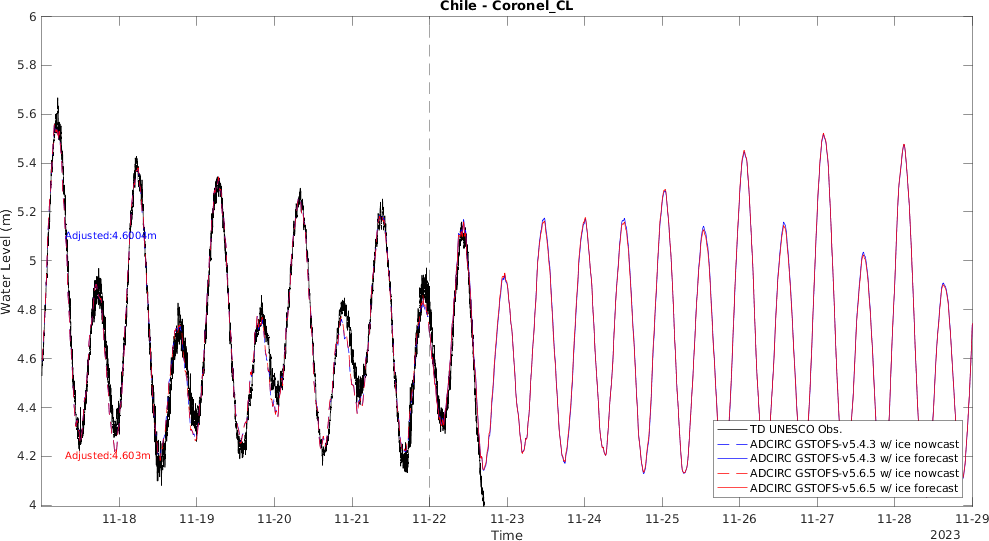 Chile - Coronel_CL
6
5.8
5.6
5.4
5.2
5
4.8
4.6
4.4
4.2
4
Water Level (m)
Adjusted:4.6004m
Adjusted:4.603m
TD UNESCO Obs.
ADCIRC GSTOFS-v5.4.3 w/ ice nowcast
ADCIRC GSTOFS-v5.4.3 w/ ice forecast
ADCIRC GSTOFS-v5.6.5 w/ ice nowcast
ADCIRC GSTOFS-v5.6.5 w/ ice forecast
11-18 11-19 11-20 11-21 11-22 11-23 11-24 11-25 11-26 11-27 11-28 11-29
Time
2023